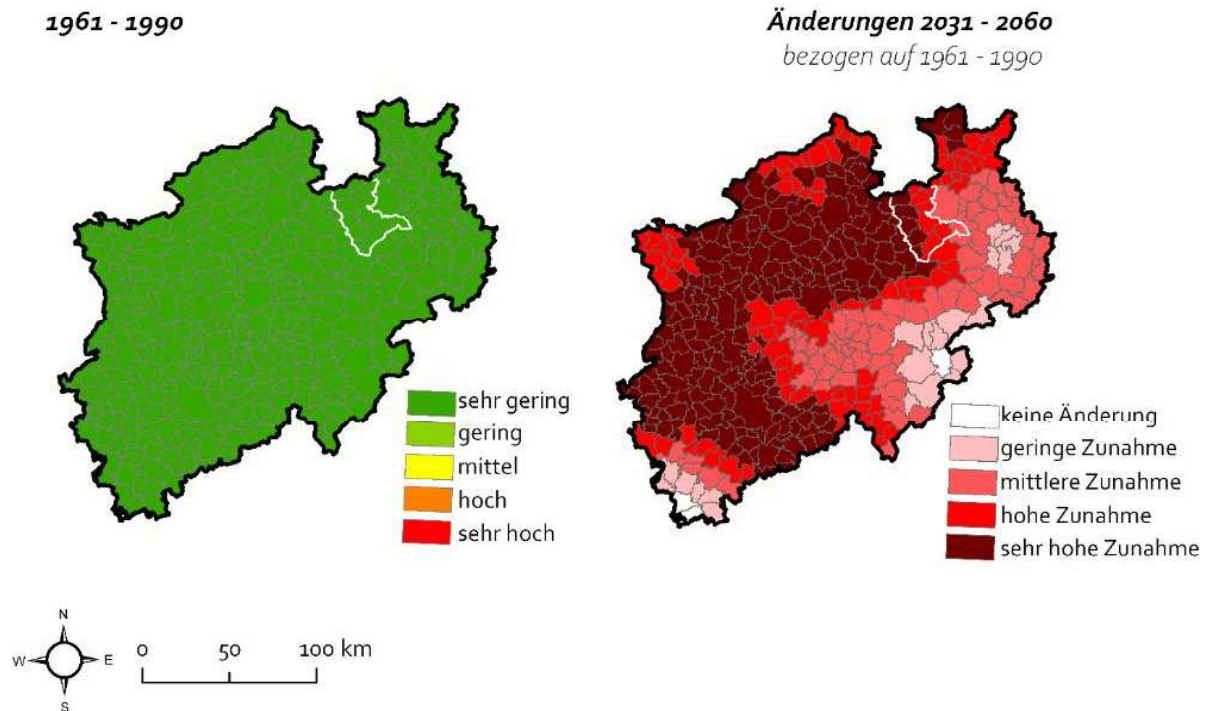 1961 - 1990
Änderungen 2031 - 2060
bezogen auf 1961 - 1990
sehr gering
gering
mittel
hoch
sehr hoch
keine Änderung
geringe Zunahme
mittlere Zunahme
hohe Zunahme
sehr hohe Zunahme
N
W E
S
0 50 100 km